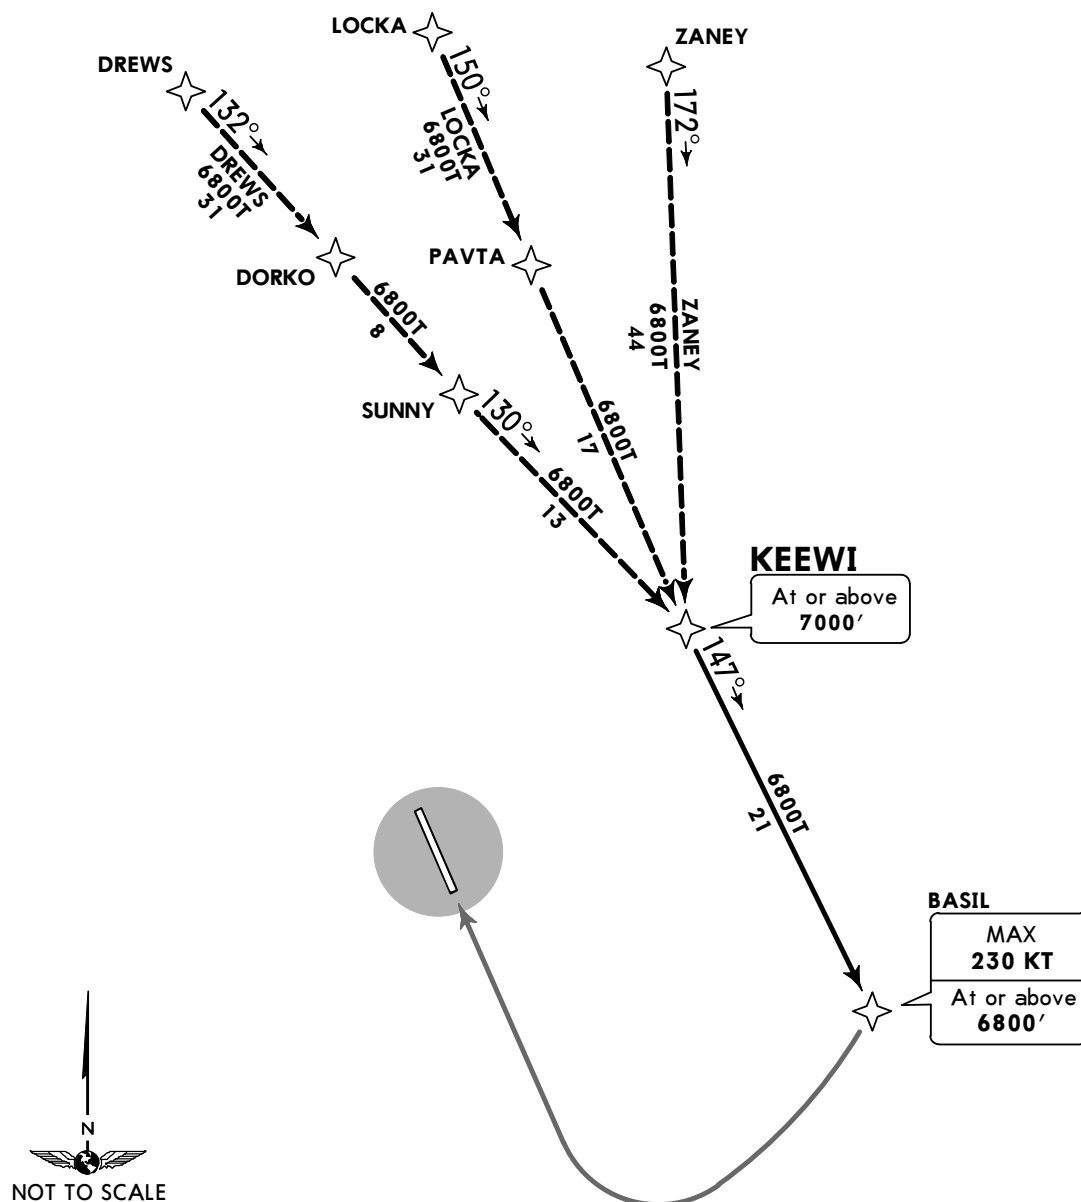 LOCKA
ZANEY
DREWS
150°
172°
132°
LOCKA
6800T
31
DREWS
6800T
31
PAVTA
DORKO
6800T
8
ZANEY
6800T
44
SUNNY
130°
6800T
17
6800T
13
KEEWI
At or above
7000′
147°
6800T
21
BASIL
MAX
230 KT
At or above
6800′
N
NOT TO SCALE